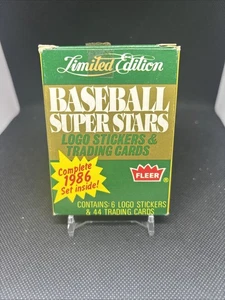 Limited Edition
BASEBALL
SUPER STARS
LOGO STICKERS &
TRADING CARDS
Complete
1986
Set inside!
FLEER
®
CONTAINS: 6 LOGO STICKERS
& 44 TRADING CARDS